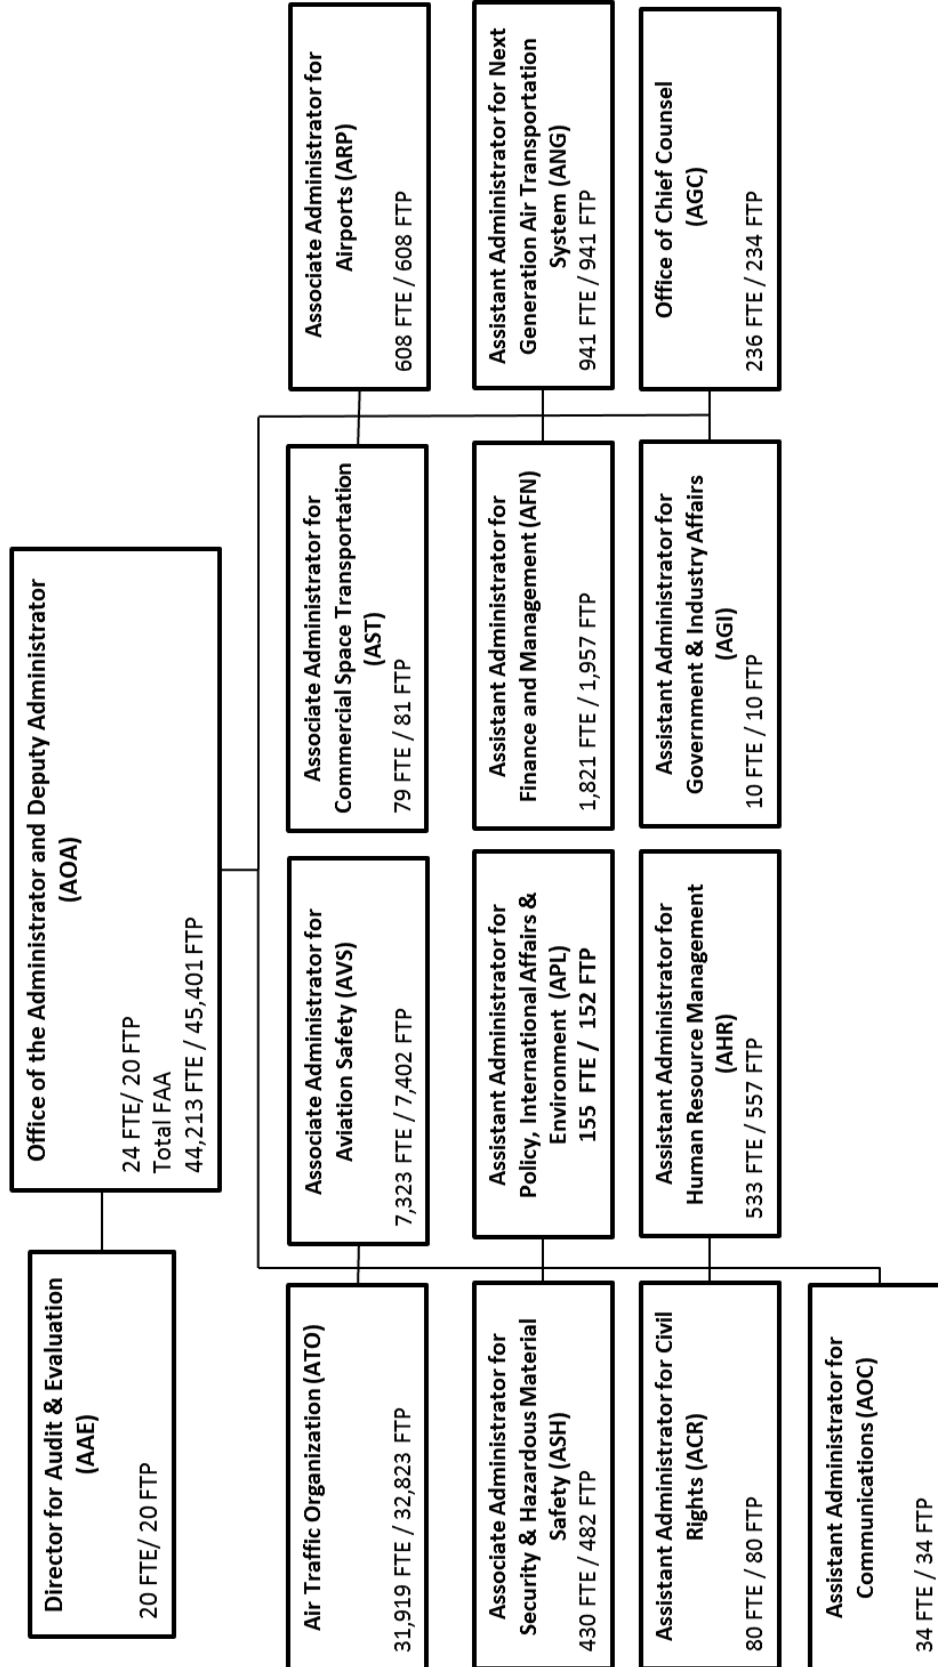 Office of the Administrator and Deputy Administrator
(AOA)
24 FTE/ 20 FTP
Total FAA
44,213 FTE / 45,401 FTP
Director for Audit & Evaluation
(AAE)
20 FTE/ 20 FTP
Air Traffic Organization (ATO)
31,919 FTE / 32,823 FTP
Associate Administrator for
Aviation Safety (AVS)
7,323 FTE / 7,402 FTP
Associate Administrator for
Commercial Space Transportation
(AST)
79 FTE / 81 FTP
Associate Administrator for
Airports (ARP)
608 FTE / 608 FTP
Associate Administrator for
Security & Hazardous Material
Safety (ASH)
430 FTE / 482 FTP
Assistant Administrator for
Policy, International Affairs &
Environment (APL)
155 FTE / 152 FTP
Assistant Administrator for
Finance and Management (AFN)
1,821 FTE / 1,957 FTP
Assistant Administrator for Next
Generation Air Transportation
System (ANG)
941 FTE / 941 FTP
Assistant Administrator for Civil
Rights (ACR)
80 FTE / 80 FTP
Assistant Administrator for
Human Resource Management
(AHR)
533 FTE / 557 FTP
Assistant Administrator for
Government & Industry Affairs
(AGI)
10 FTE / 10 FTP
Office of Chief Counsel
(AGC)
236 FTE / 234 FTP
Assistant Administrator for
Communications (AOC)
34 FTE / 34 FTP